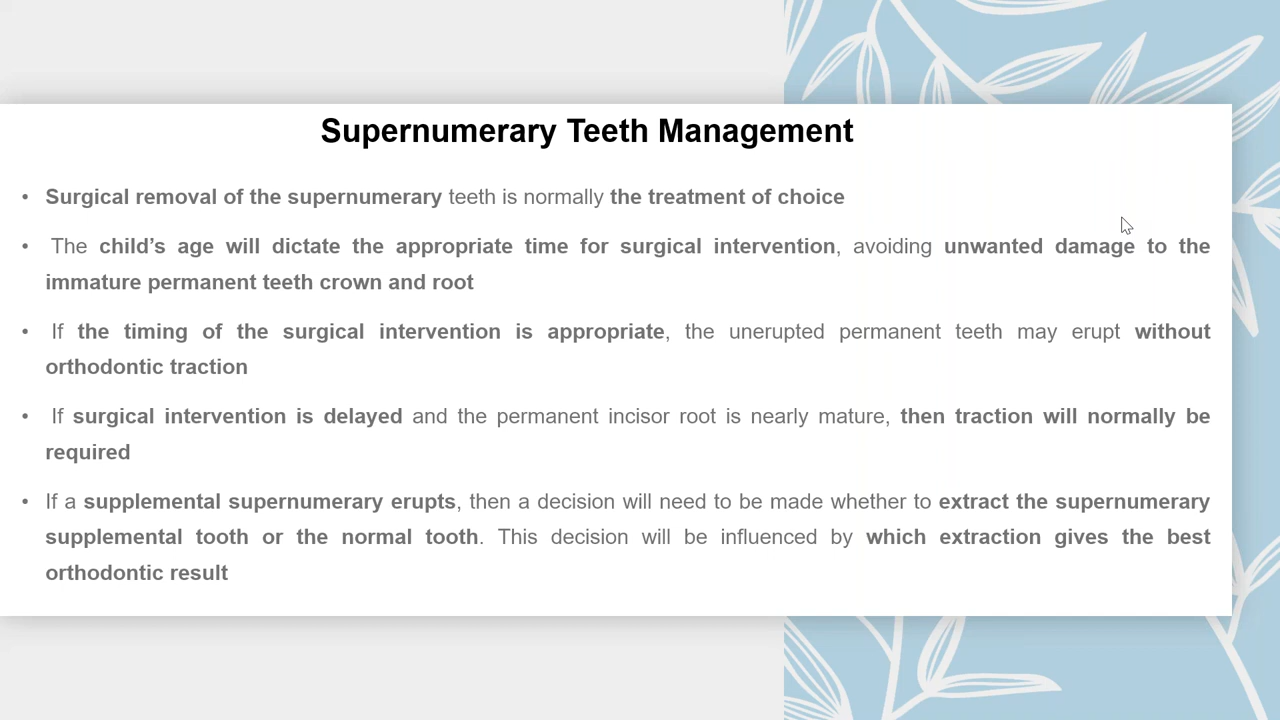 Supernumerary Teeth Management
• Surgical removal of the supernumerary teeth is normally the treatment of choice
• The child’s age will dictate the appropriate time for surgical intervention, avoiding unwanted damage to the
immature permanent teeth crown and root
• If the timing of the surgical intervention is appropriate, the unerupted permanent teeth may erupt without
orthodontic traction
• If surgical intervention is delayed and the permanent incisor root is nearly mature, then traction will normally be
required
• If a supplemental supernumerary erupts, then a decision will need to be made whether to extract the supernumerary
supplemental tooth or the normal tooth. This decision will be influenced by which extraction gives the best
orthodontic result